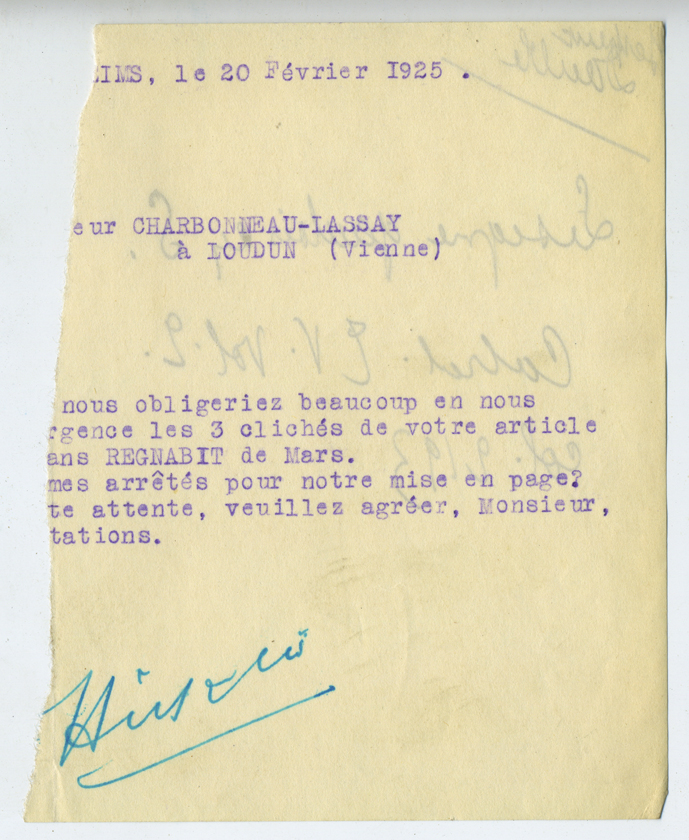 EIMS, le 20 Février 1925 .
eur CHARBONNEAU-LASSAY
à LOUDUN (Vienne)
nous obligeriez beaucoup en nous
rgence les 3 clichés de votre article
ans REGNABIT de Mars.
mes arrêtés pour notre mise en page?
te attente, veuillez agréer, Monsieur,
tations.